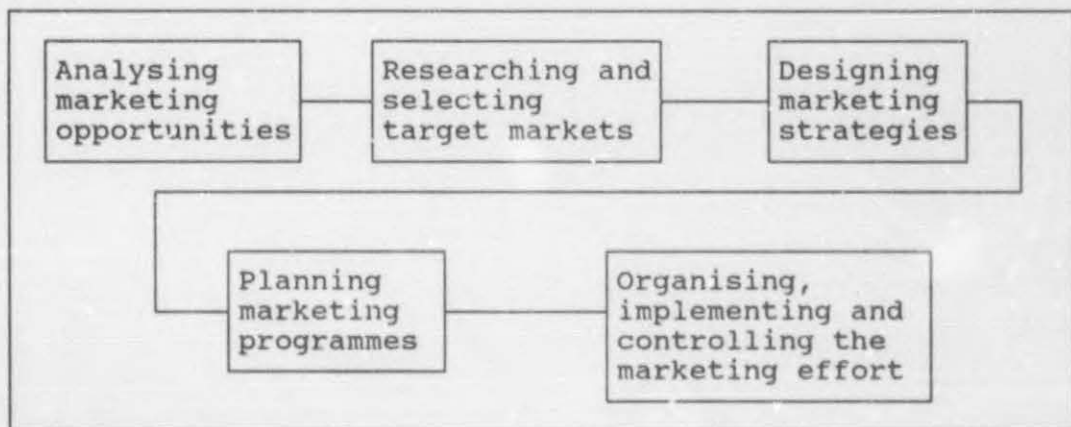 Analysing
marketing
opportunities
Researching and
selecting
target markets
Designing
marketing
strategies
Planning
marketing
programmes
Organising,
implementing and
controlling the
marketing effort